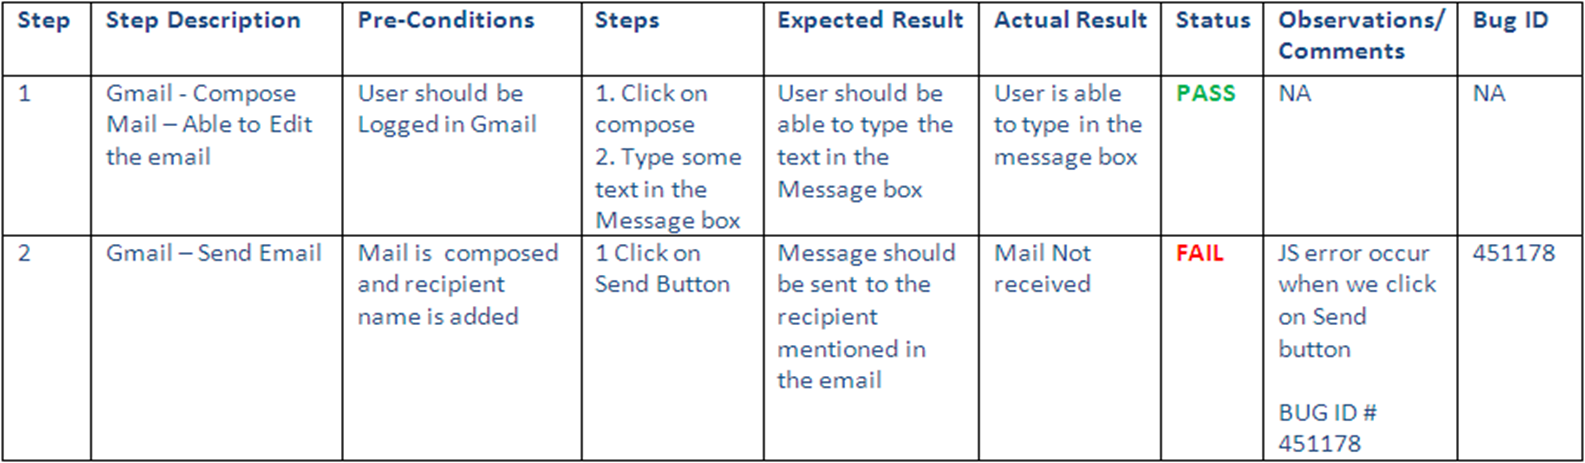 Step
Step Description
Pre-Conditions
Steps
Expected Result
Actual Result
Status
Observations/
Comments
Bug ID
1
Gmail - Compose
Mail – Able to Edit
the email
User should be
Logged in Gmail
1. Click on
compose
2. Type some
text in the
Message box
User should be
able to type the
text in the
Message box
User is able
to type in the
message box
PASS
NA
NA
2
Gmail – Send Email
Mail is composed
and recipient
name is added
1 Click on
Send Button
Message should
be sent to the
recipient
mentioned in
the email
Mail Not
received
FAIL
JS error occur
when we click
on Send
button
BUG ID #
451178
451178